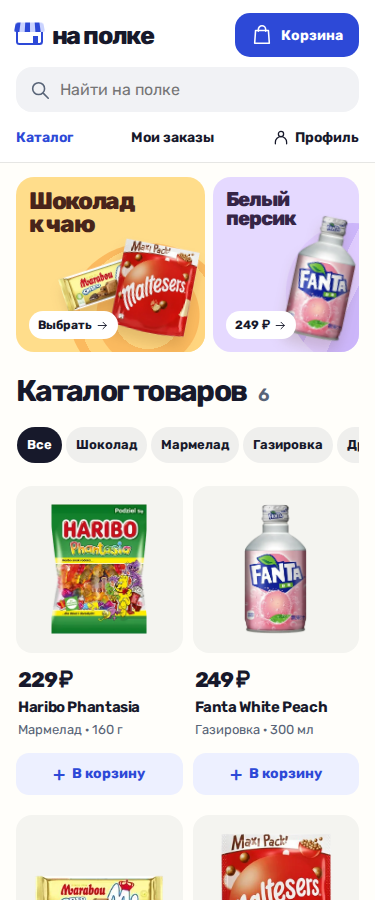 на полке
Корзина
Найти на полке
Каталог
Мои заказы
Профиль
Шоколад
к чаю
Maxi Pack!
Marabou
maltesers
Выбрать →
Белый
персик
FANTA
249 ₽ →
Каталог товаров 6
Все
Шоколад
Мармелад
Газировка
Podziel się
HARIBO
Phantasia
FANTA
229 ₽
249 ₽
Haribo Phantasia
Fanta White Peach
Мармелад • 160 г
Газировка • 300 мл
+ В корзину
+ В корзину
Maxi Pack!
Marabou
maltesers